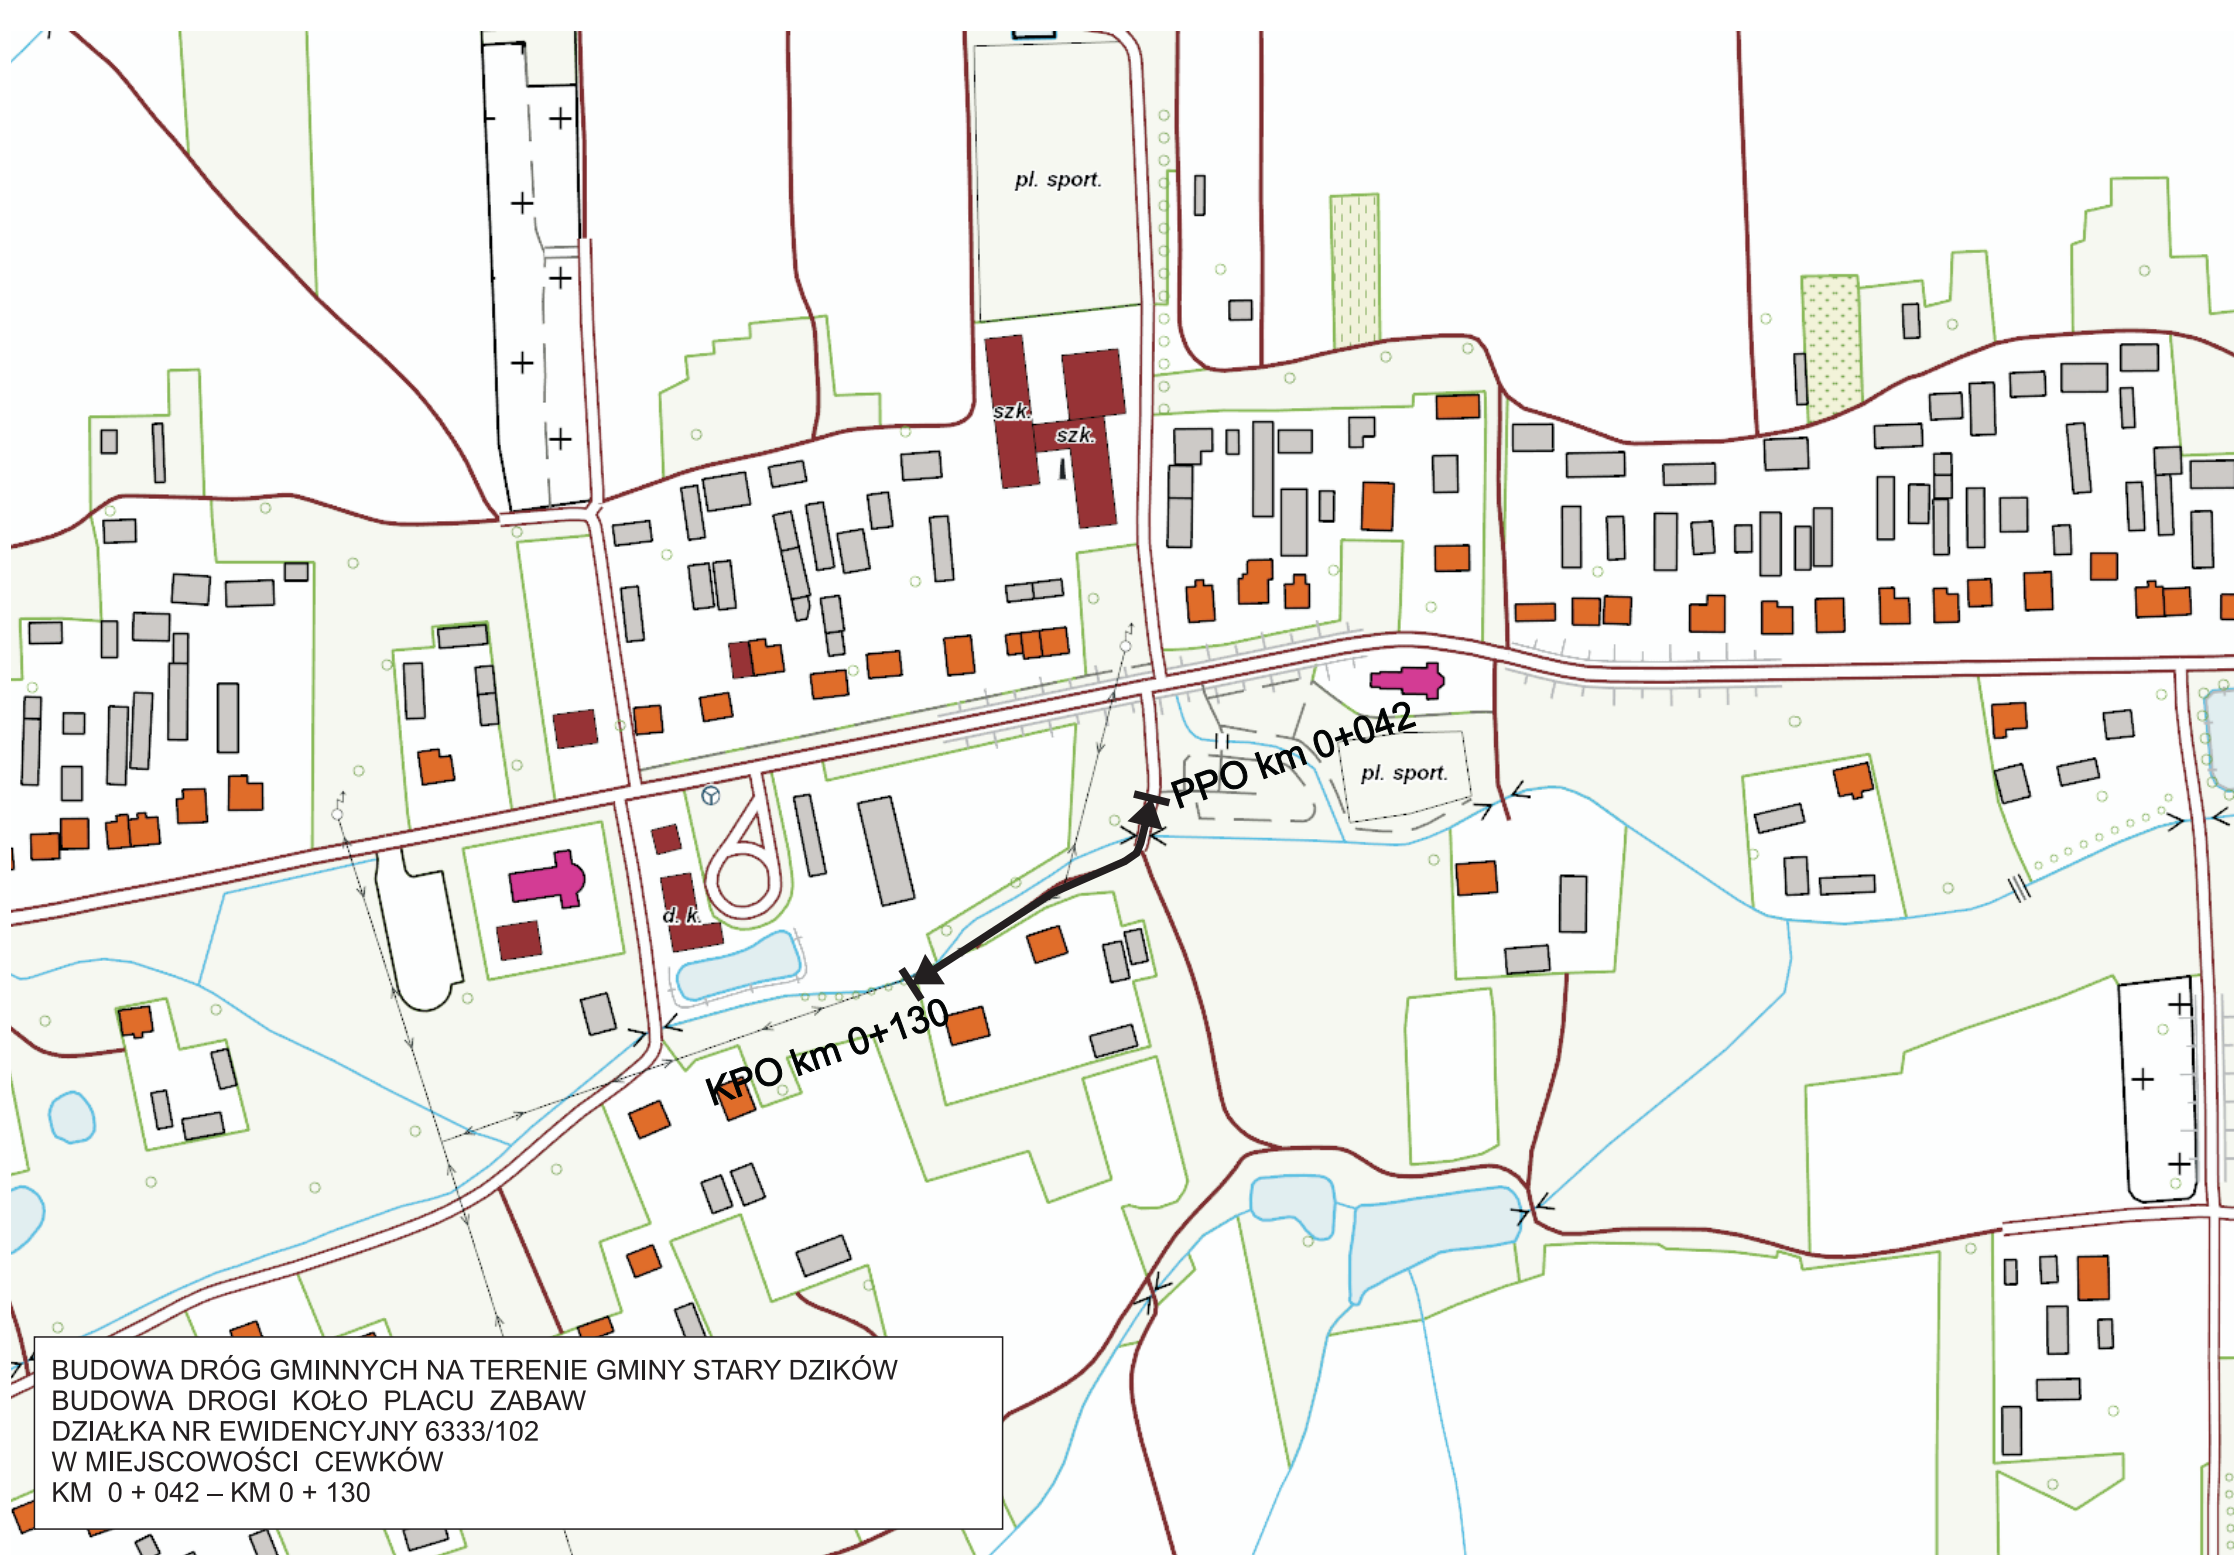 pl. sport.
szk.
szk.
PPO km 0+042
pl. sport.
d. k.
KPO km 0+130
BUDOWA DRÓG GMINNYCH NA TERENIE GMINY STARY DZIKÓW
BUDOWA DROGI KOŁO PLACU ZABAW
DZIAŁKA NR EWIDENCYJNY 6333/102
W MIEJSCOWOŚCI CEWKÓW
KM 0 + 042 – KM 0 + 130